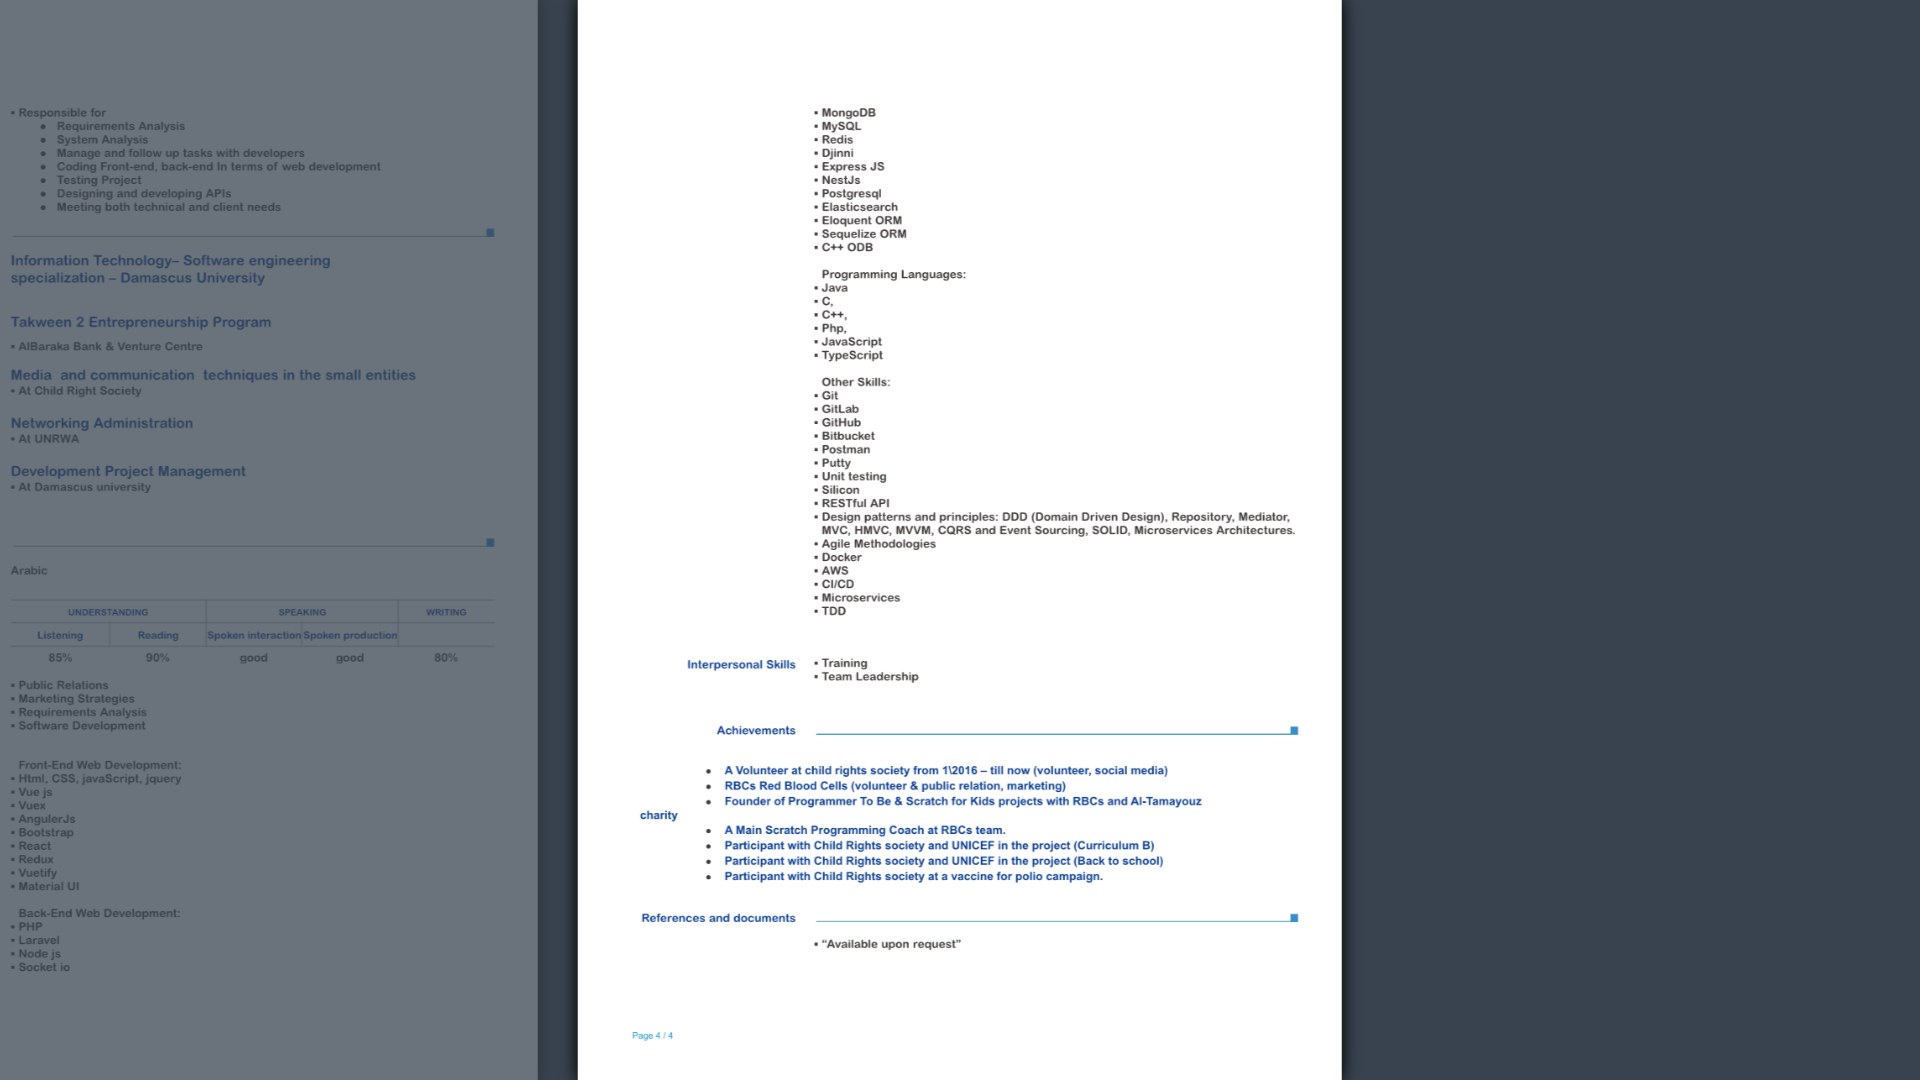 ▪ Responsible for
● Requirements Analysis
● System Analysis
● Manage and follow up tasks with developers
● Coding Front-end, back-end In terms of web development
● Testing Project
● Designing and developing APIs
● Meeting both technical and client needs
Information Technology– Software engineering
specialization – Damascus University
Takween 2 Entrepreneurship Program
▪ AlBaraka Bank & Venture Centre
Media and communication techniques in the small entities
▪ At Child Right Society
Networking Administration
▪ At UNRWA
Development Project Management
▪ At Damascus university
Arabic
UNDERSTANDING SPEAKING WRITING
Listening Reading Spoken interaction Spoken production
85% 90% good good 80%
▪ Public Relations
▪ Marketing Strategies
▪ Requirements Analysis
▪ Software Development
Front-End Web Development:
▪ Html, CSS, javaScript, jquery
▪ Vue js
▪ Vuex
▪ AngulerJs
▪ Bootstrap
▪ React
▪ Redux
▪ Vuetify
▪ Material UI
Back-End Web Development:
▪ PHP
▪ Laravel
▪ Node js
▪ Socket io
▪ MongoDB
▪ MySQL
▪ Redis
▪ Djinni
▪ Express JS
▪ NestJs
▪ Postgresql
▪ Elasticsearch
▪ Eloquent ORM
▪ Sequelize ORM
▪ C++ ODB
Programming Languages:
▪ Java
▪ C,
▪ C++,
▪ Php,
▪ JavaScript
▪ TypeScript
Other Skills:
▪ Git
▪ GitLab
▪ GitHub
▪ Bitbucket
▪ Postman
▪ Putty
▪ Unit testing
▪ Silicon
▪ RESTful API
▪ Design patterns and principles: DDD (Domain Driven Design), Repository, Mediator,
MVC, HMVC, MVVM, CQRS and Event Sourcing, SOLID, Microservices Architectures.
▪ Agile Methodologies
▪ Docker
▪ AWS
▪ CI/CD
▪ Microservices
▪ TDD
Interpersonal Skills ▪ Training
▪ Team Leadership
Achievements
● A Volunteer at child rights society from 1\2016 – till now (volunteer, social media)
● RBCs Red Blood Cells (volunteer & public relation, marketing)
● Founder of Programmer To Be & Scratch for Kids projects with RBCs and Al-Tamayouz
charity
● A Main Scratch Programming Coach at RBCs team.
● Participant with Child Rights society and UNICEF in the project (Curriculum B)
● Participant with Child Rights society and UNICEF in the project (Back to school)
● Participant with Child Rights society at a vaccine for polio campaign.
References and documents
▪ “Available upon request”
Page 4 / 4